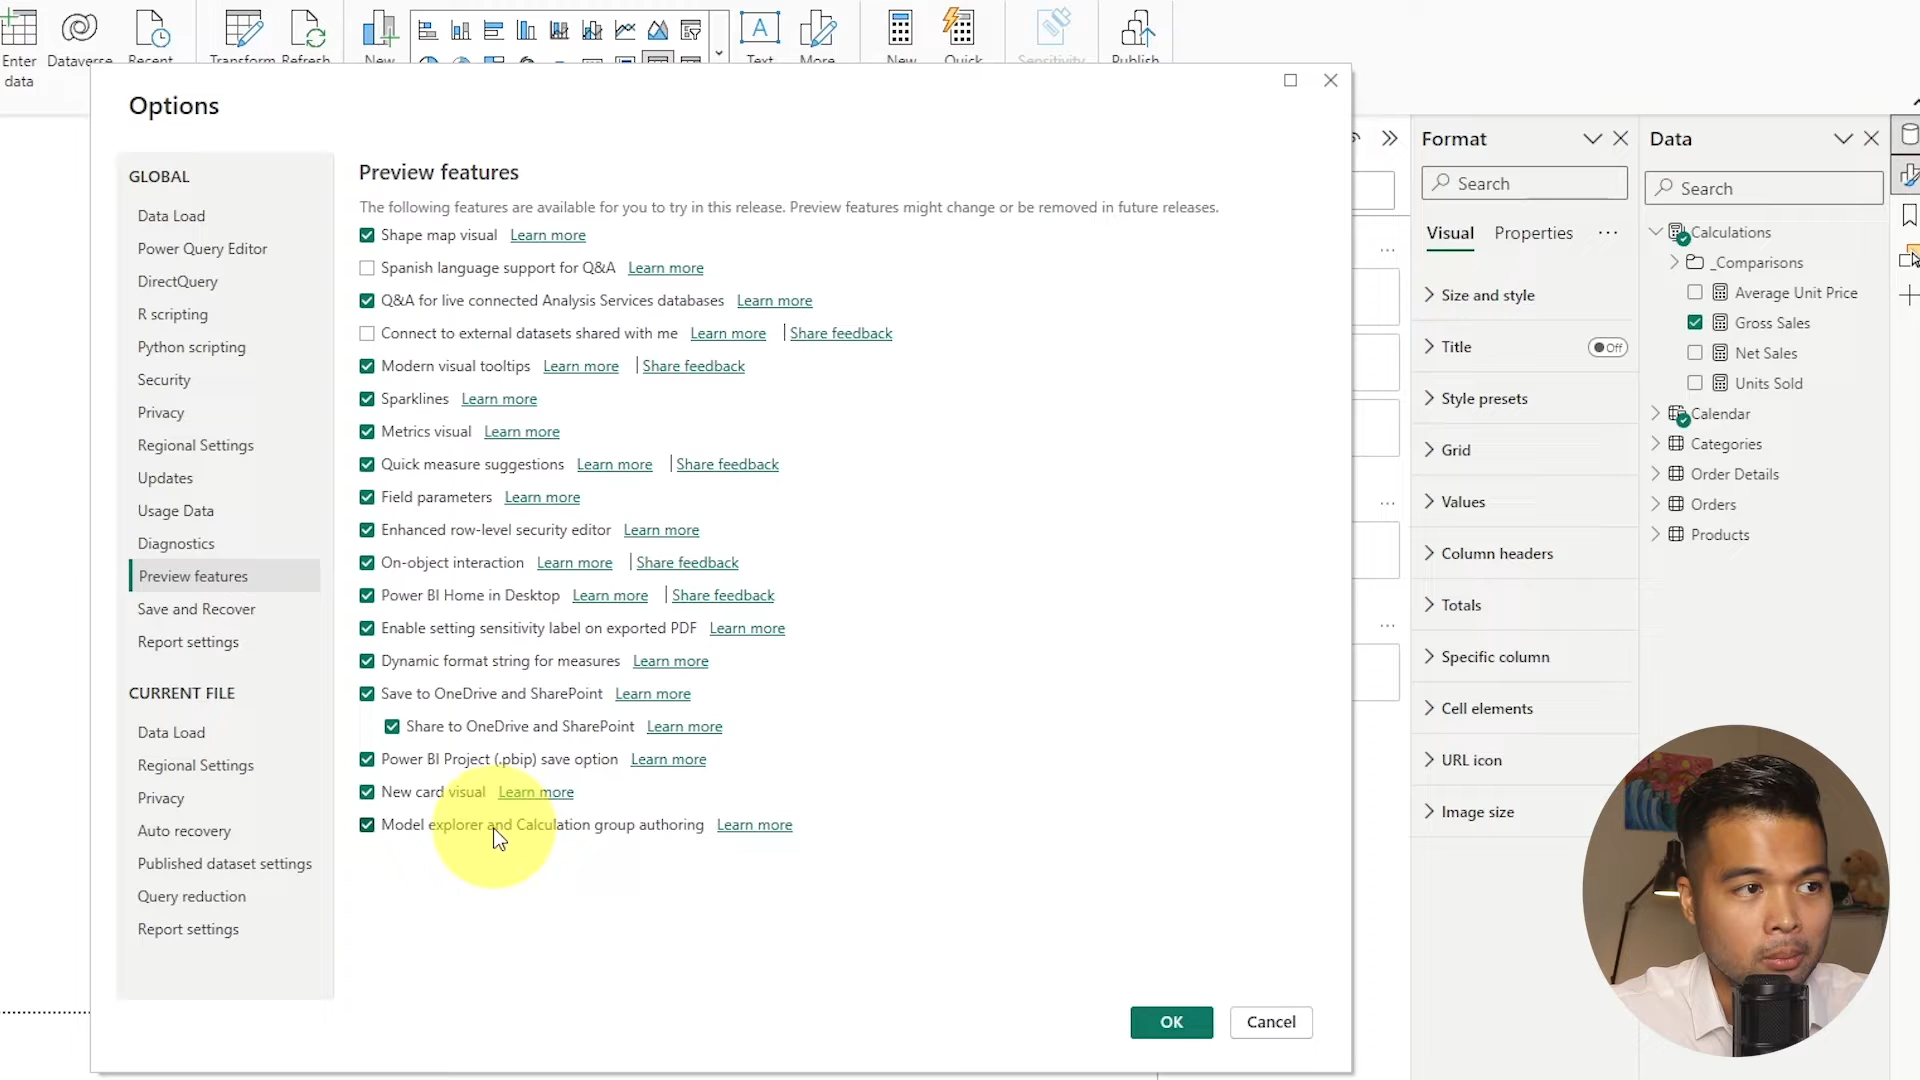 Enter
data
Dataverse
Recent
Transform
Refresh
New
Text
More
New
Quick
Sensitivity
Publish
Options
GLOBAL
Data Load
Power Query Editor
DirectQuery
R scripting
Python scripting
Security
Privacy
Regional Settings
Updates
Usage Data
Diagnostics
Preview features
Save and Recover
Report settings
CURRENT FILE
Data Load
Regional Settings
Privacy
Auto recovery
Published dataset settings
Query reduction
Report settings
Preview features
The following features are available for you to try in this release. Preview features might change or be removed in future releases.
Shape map visual Learn more
Spanish language support for Q&A Learn more
Q&A for live connected Analysis Services databases Learn more
Connect to external datasets shared with me Learn more | Share feedback
Modern visual tooltips Learn more | Share feedback
Sparklines Learn more
Metrics visual Learn more
Quick measure suggestions Learn more | Share feedback
Field parameters Learn more
Enhanced row-level security editor Learn more
On-object interaction Learn more | Share feedback
Power BI Home in Desktop Learn more | Share feedback
Enable setting sensitivity label on exported PDF Learn more
Dynamic format string for measures Learn more
Save to OneDrive and SharePoint Learn more
Share to OneDrive and SharePoint Learn more
Power BI Project (.pbip) save option Learn more
New card visual Learn more
Model explorer and Calculation group authoring Learn more
OK
Cancel
Format
Search
Visual Properties ...
Size and style
Title Off
Style presets
Grid
Values
Column headers
Totals
Specific column
Cell elements
URL icon
Image size
Data
Search
Calculations
_Comparisons
Average Unit Price
Gross Sales
Net Sales
Units Sold
Calendar
Categories
Order Details
Orders
Products